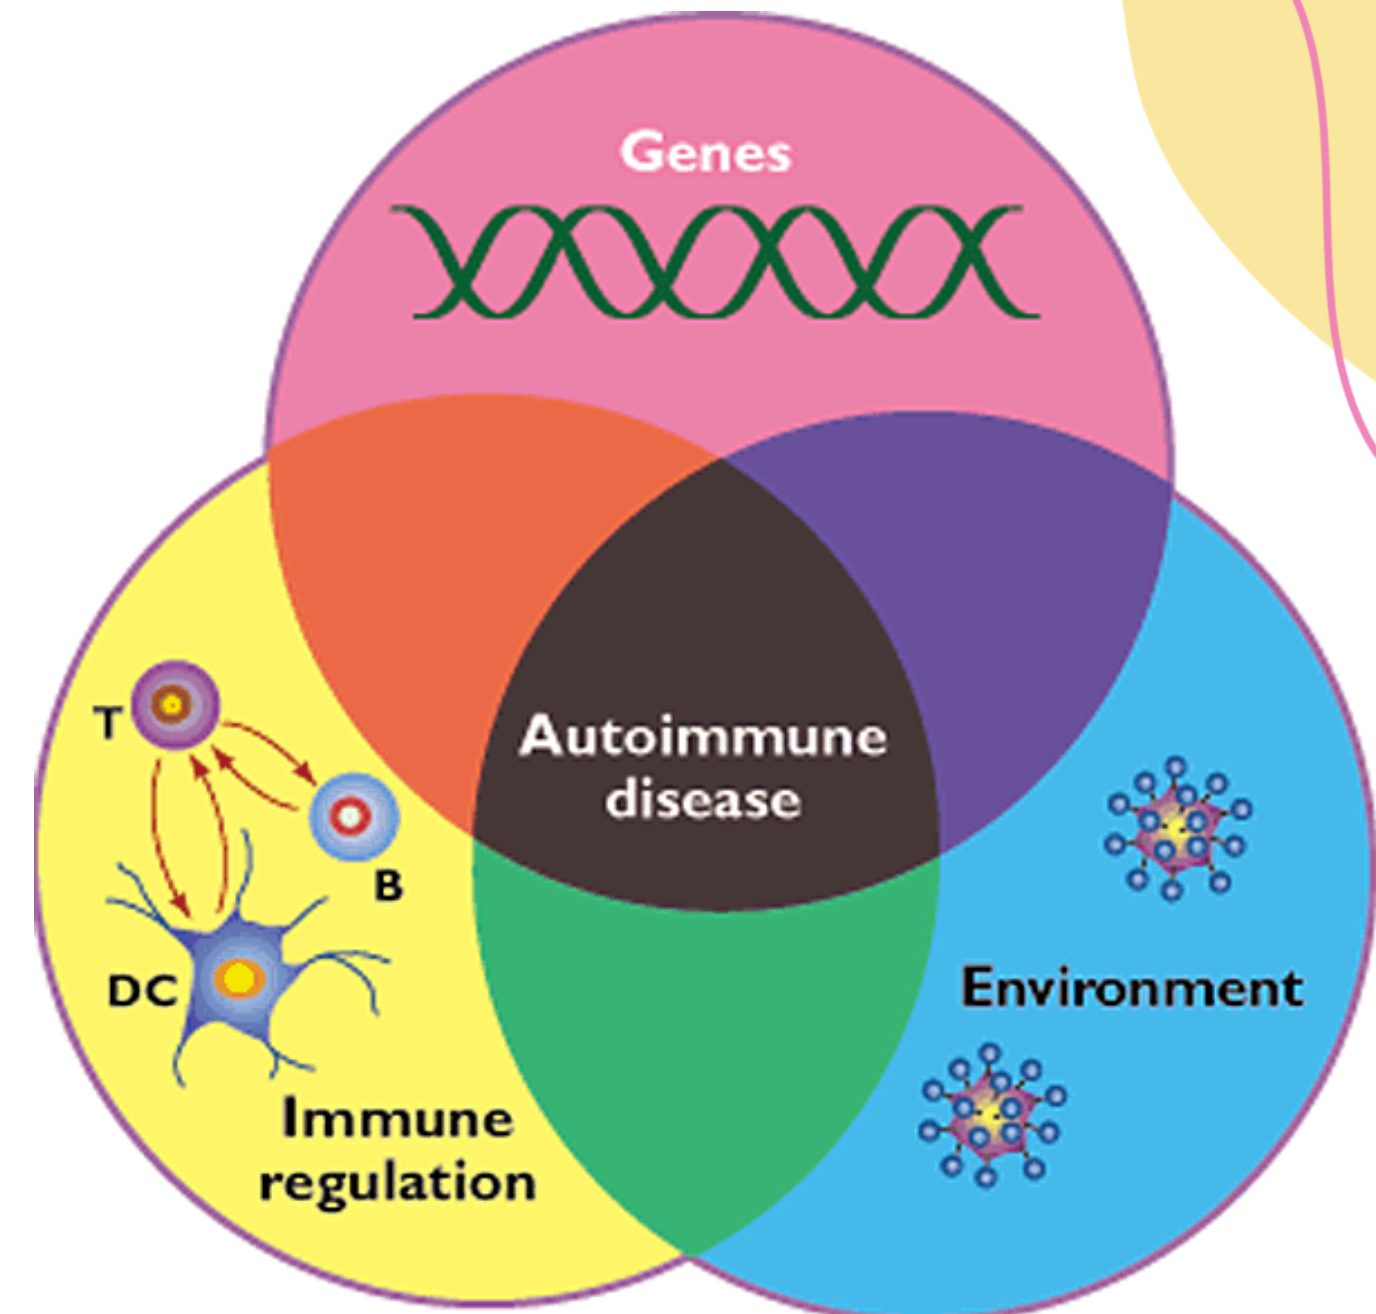 Genes
Autoimmune
disease
T
B
DC
Environment
Immune
regulation